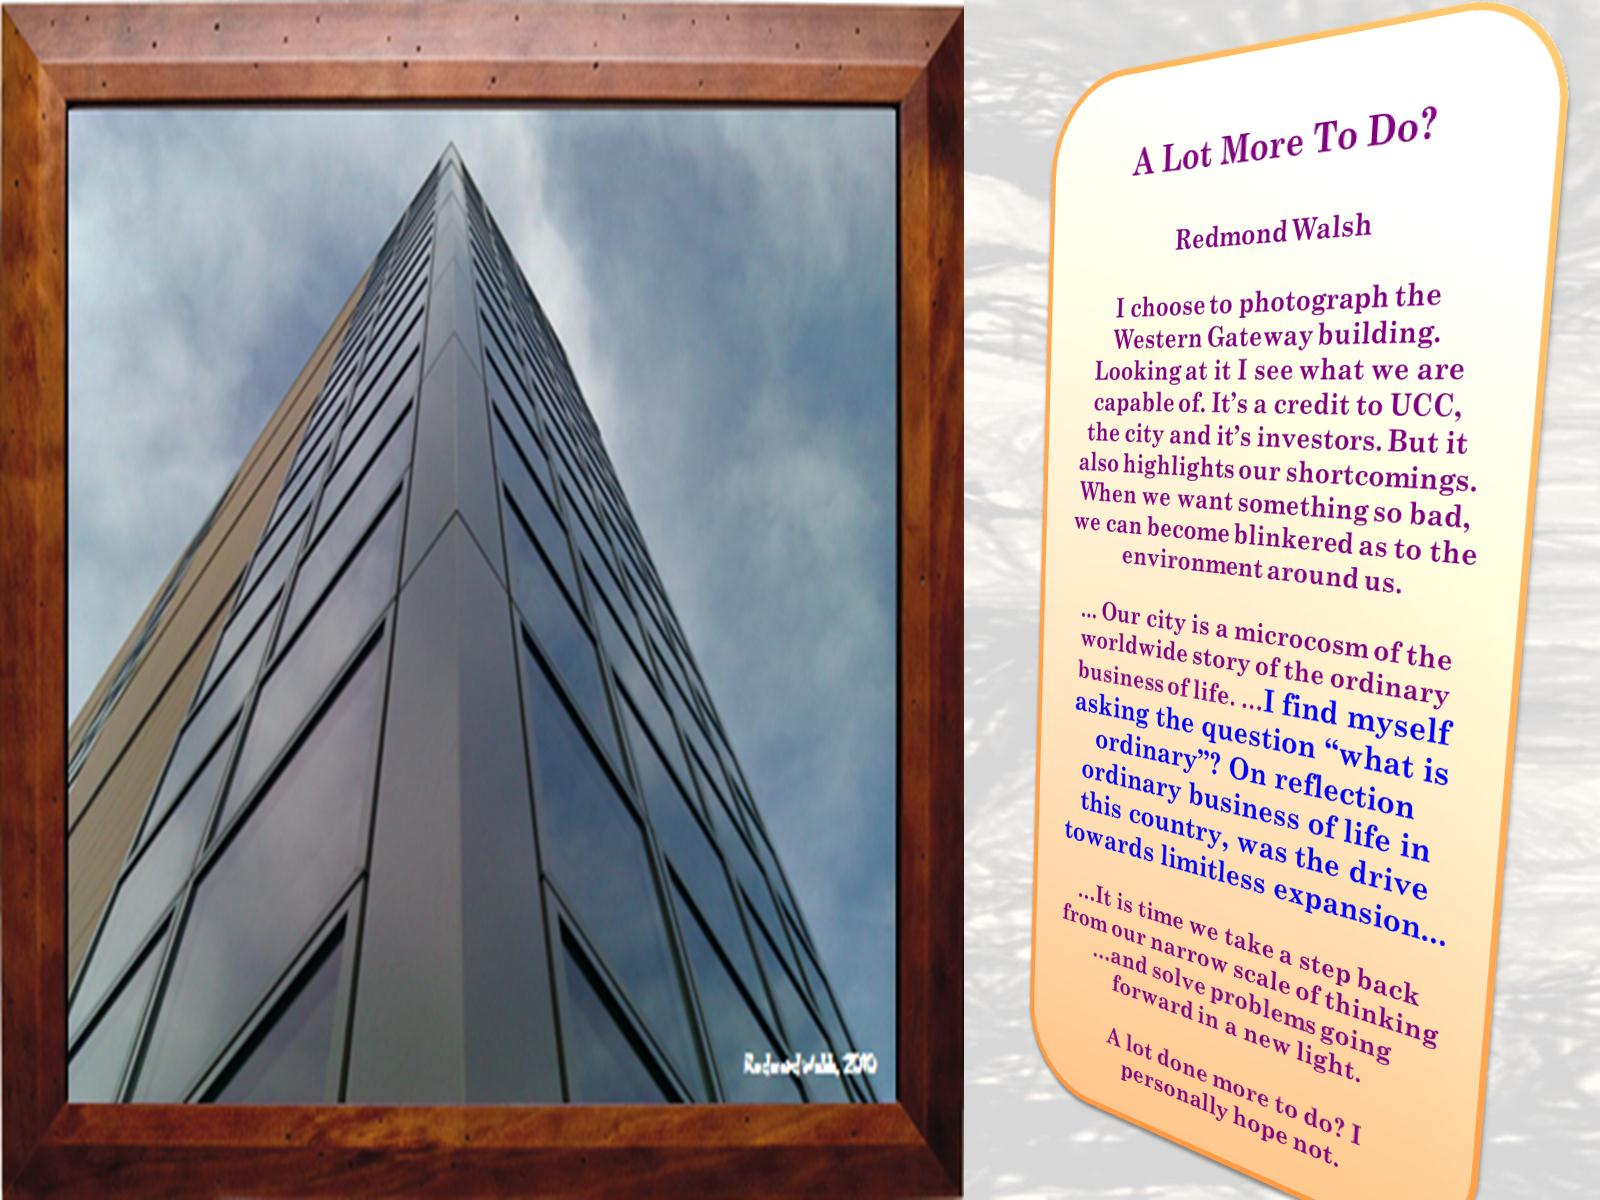 A Lot More To Do?
Redmond Walsh
I choose to photograph the
Western Gateway building.
Looking at it I see what we are
capable of. It’s a credit to UCC,
the city and it’s investors. But it
also highlights our shortcomings.
When we want something so bad,
we can become blinkered as to the
environment around us.
... Our city is a microcosm of the
worldwide story of the ordinary
business of life. ...I find myself
asking the question “what is
ordinary”? On reflection
ordinary business of life in
this country, was the drive
towards limitless expansion...
...It is time we take a step back
from our narrow scale of thinking
...and solve problems going
forward in a new light.
A lot done more to do? I
personally hope not.
Redmond Walsh, 2010